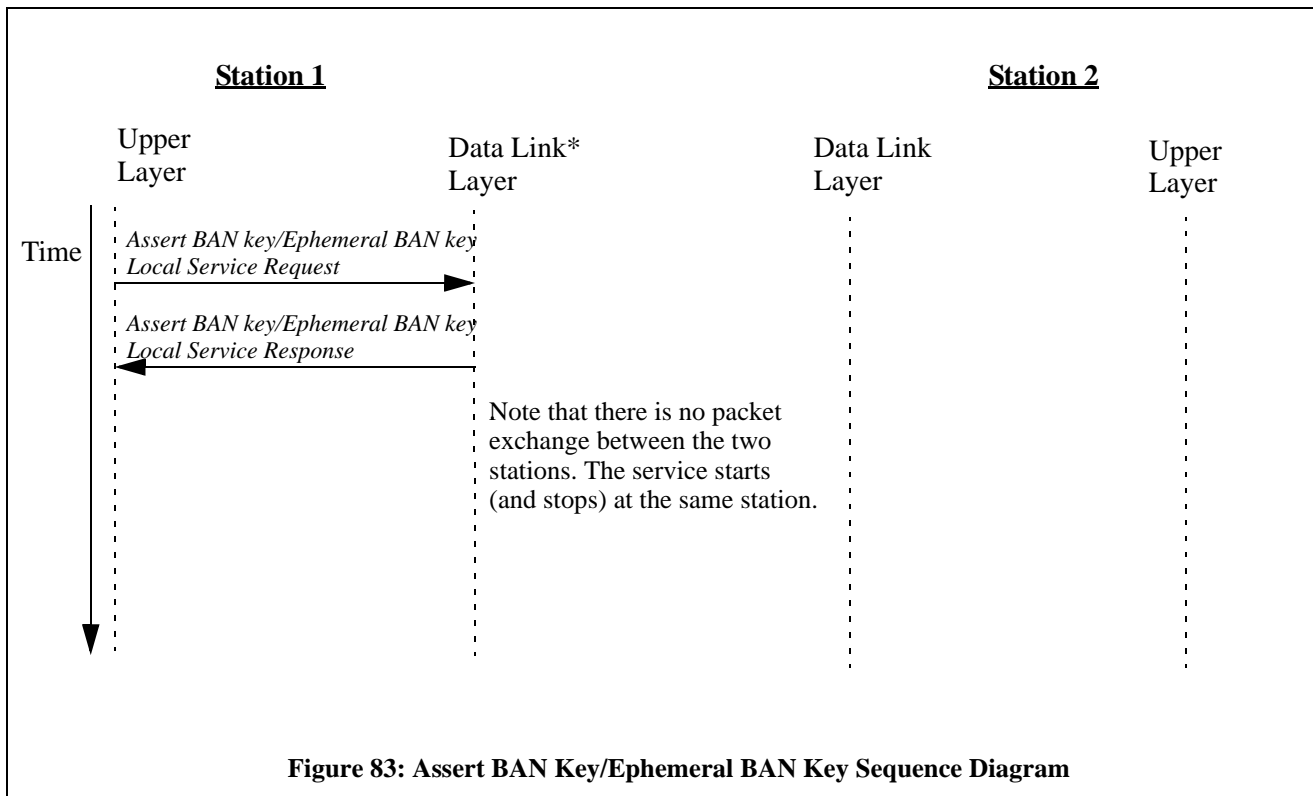 Station 1
Station 2
Upper
Layer
Data Link*
Layer
Data Link
Layer
Upper
Layer
Time
Assert BAN key/Ephemeral BAN key
Local Service Request
Assert BAN key/Ephemeral BAN key
Local Service Response
Note that there is no packet
exchange between the two
stations. The service starts
(and stops) at the same station.
Figure 83: Assert BAN Key/Ephemeral BAN Key Sequence Diagram